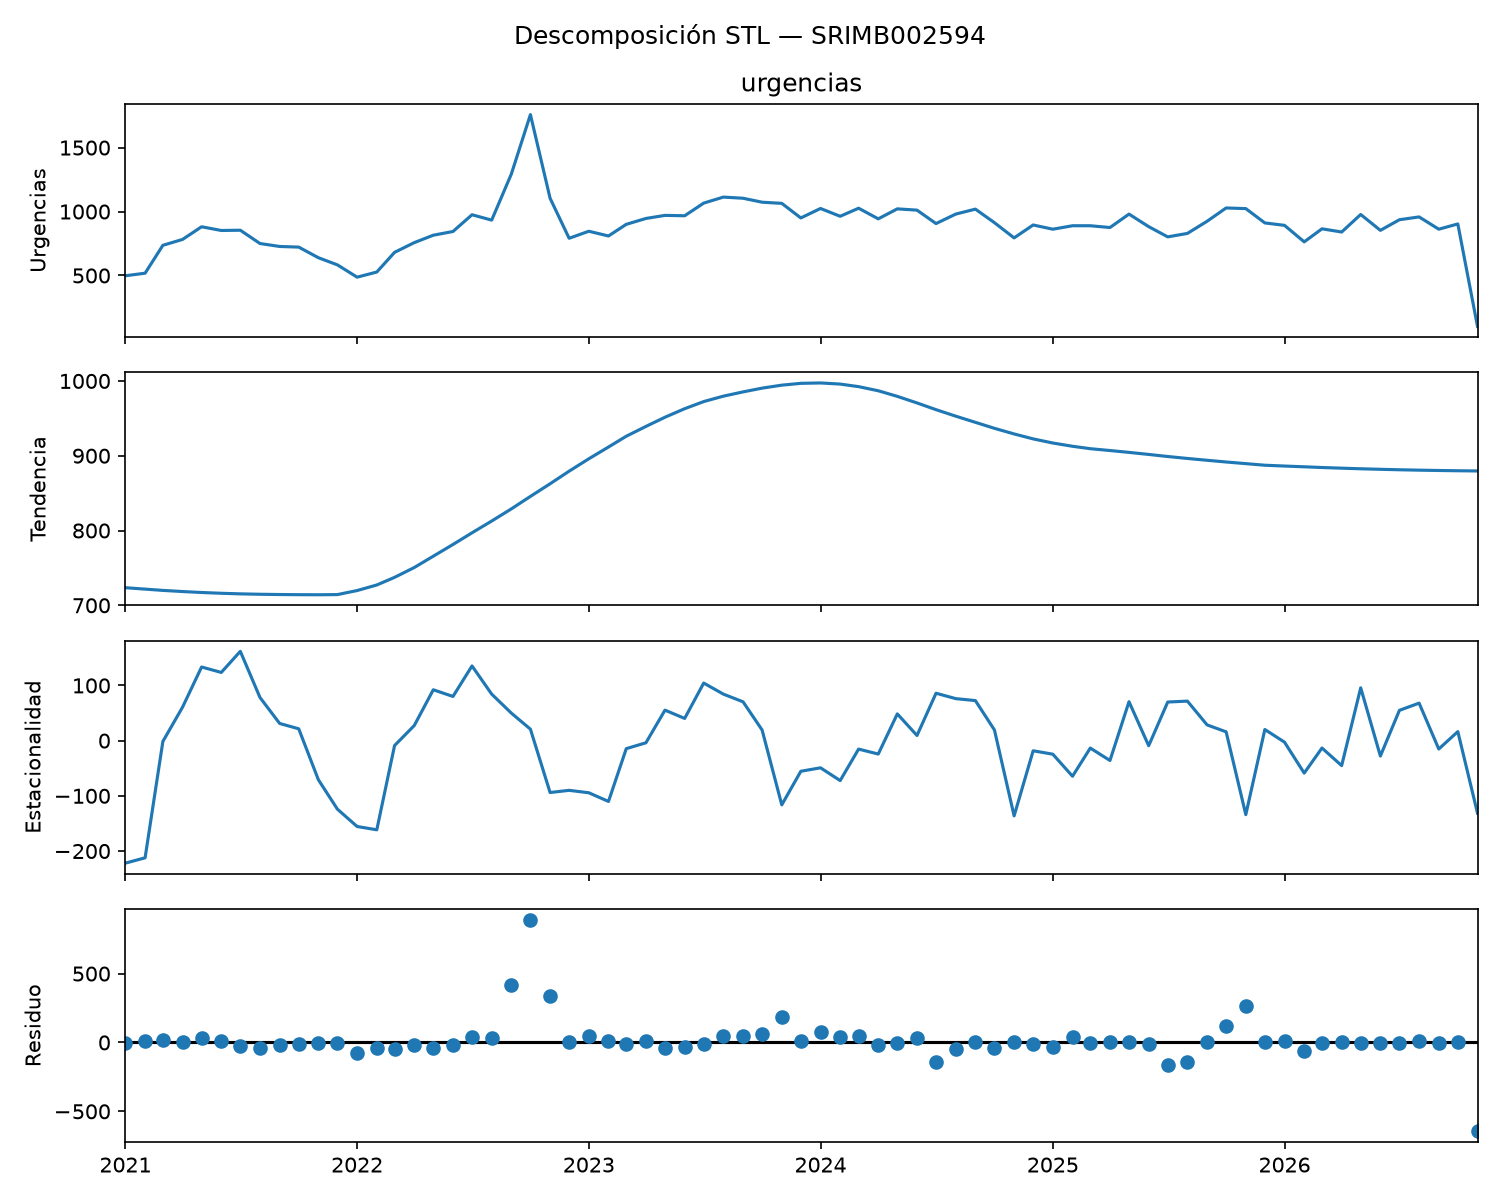 Descomposición STL — SRIMB002594
urgencias
Urgencias
1500
1000
500
Tendencia
1000
900
800
700
Estacionalidad
100
0
−100
−200
Residuo
500
0
−500
2021 2022 2023 2024 2025 2026